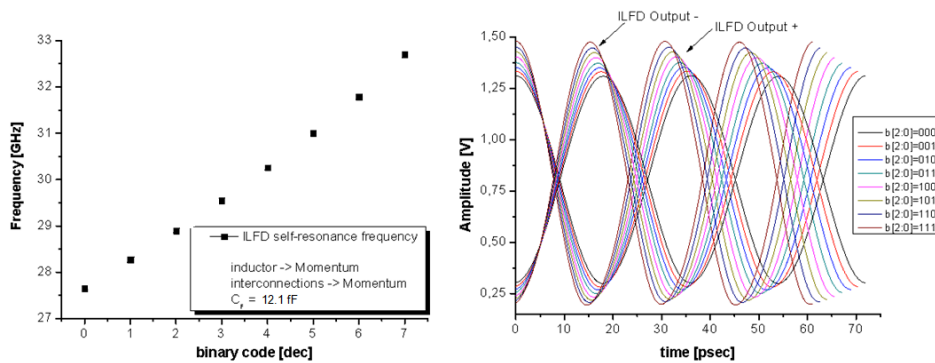 33
32
31
30
29
28
27
Frequency [GHz]
ILFD self-resonance frequency
inductor -> Momentum
interconnections -> Momentum
C_F = 12.1 fF
0 1 2 3 4 5 6 7
binary code [dec]
ILFD Output -
ILFD Output +
1,50
1,25
1,00
0,75
0,50
0,25
Amplitude [V]
b[2:0]=000
b[2:0]=001
b[2:0]=010
b[2:0]=011
b[2:0]=100
b[2:0]=101
b[2:0]=110
b[2:0]=111
0 10 20 30 40 50 60 70
time [psec]